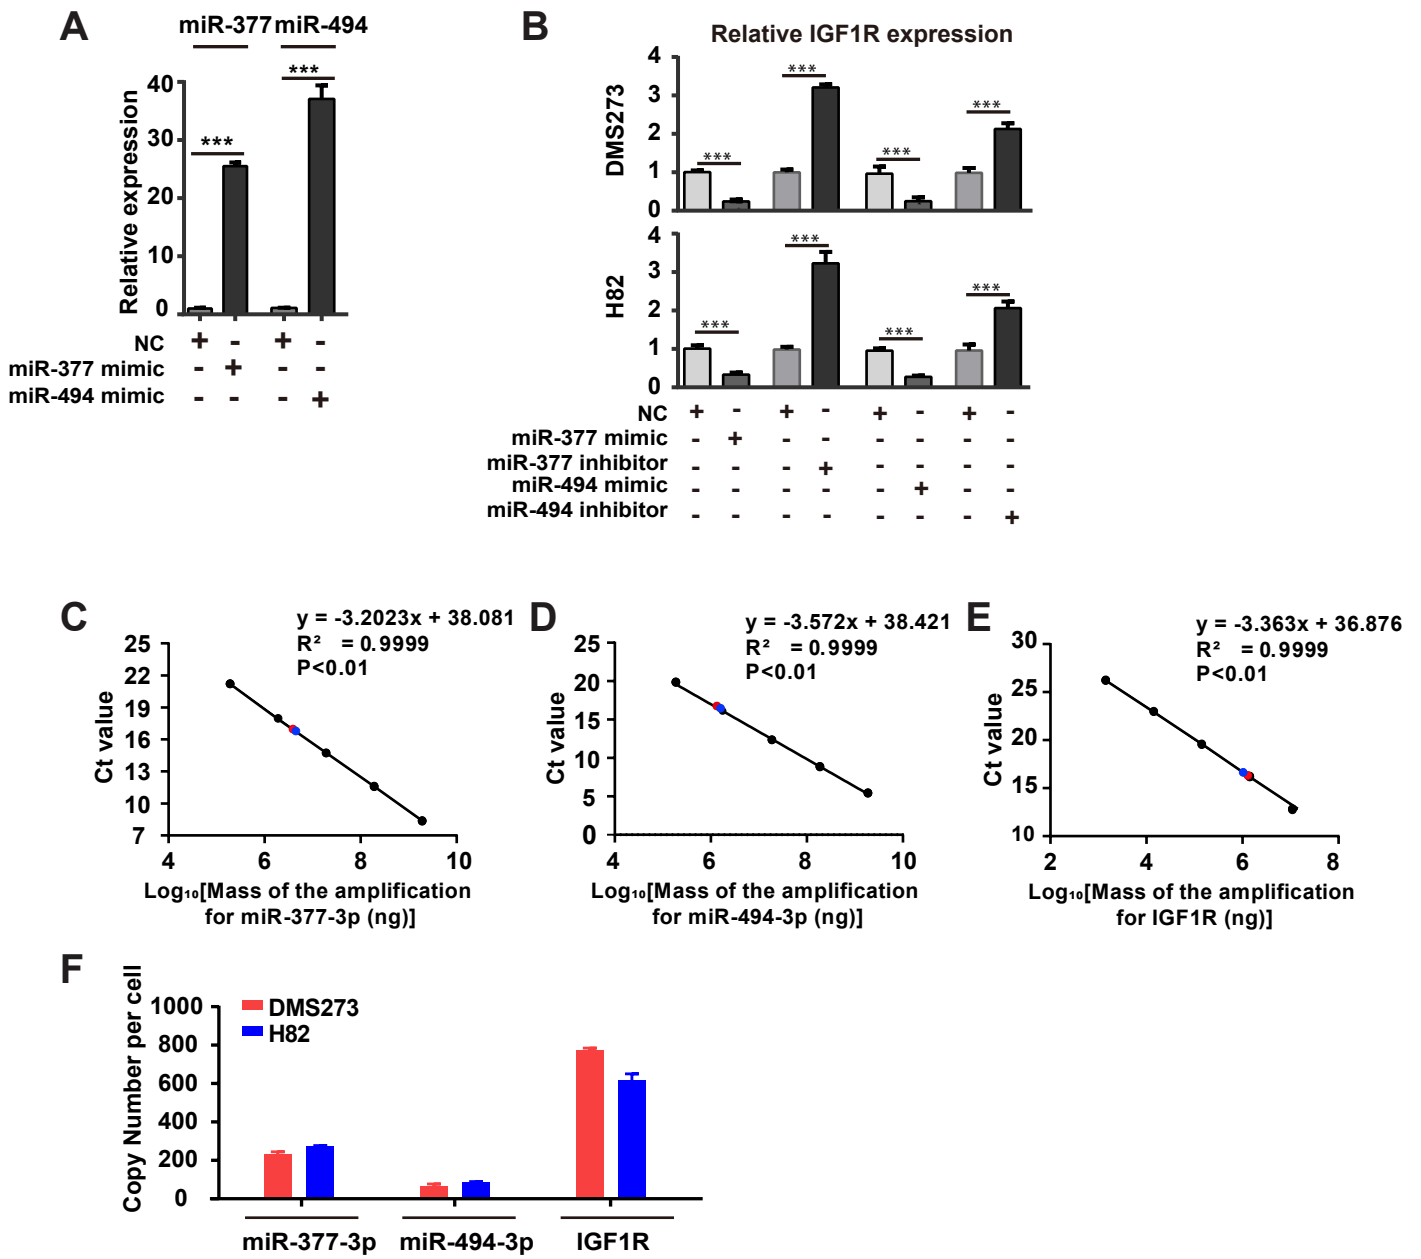 A
miR-377 miR-494
***
***
40
30
20
10
0
Relative expression
NC + - + -
miR-377 mimic - + - -
miR-494 mimic - - - +
B
Relative IGF1R expression
DMS273
4
3
2
1
0
*** *** *** ***
H82
4
3
2
1
0
*** *** *** ***
NC + - + - + - + -
miR-377 mimic - + - - - - - -
miR-377 inhibitor - - - + - - - -
miR-494 mimic - - - - - + - -
miR-494 inhibitor - - - - - - - +
C
y = -3.2023x + 38.081
R² = 0.9999
P<0.01
Ct value
25
22
19
16
13
10
7
4 6 8 10
Log₁₀[Mass of the amplification
for miR-377-3p (ng)]
D
y = -3.572x + 38.421
R² = 0.9999
P<0.01
Ct value
25
20
15
10
5
0
4 6 8 10
Log₁₀[Mass of the amplification
for miR-494-3p (ng)]
E
y = -3.363x + 36.876
R² = 0.9999
P<0.01
Ct value
30
25
20
15
10
2 4 6 8
Log₁₀[Mass of the amplification
for IGF1R (ng)]
F
Copy Number per cell
1000
800
600
400
200
0
DMS273
H82
miR-377-3p miR-494-3p IGF1R